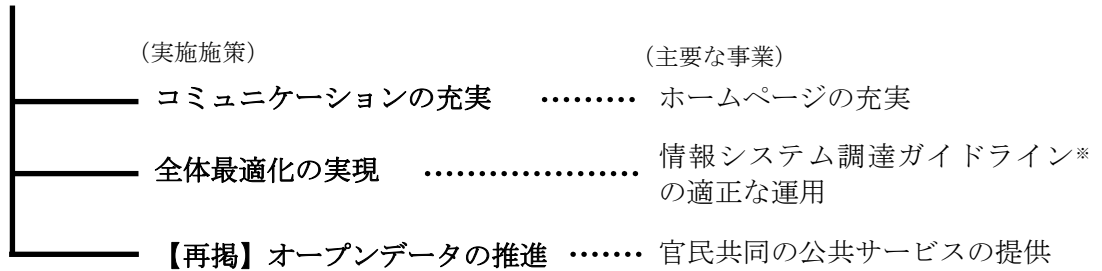 (実施施策) (主要な事業)
コミュニケーションの充実 ……… ホームページの充実
全体最適化の実現 ………………… 情報システム調達ガイドライン※
の適正な運用
【再掲】オープンデータの推進 ……. 官民共同の公共サービスの提供